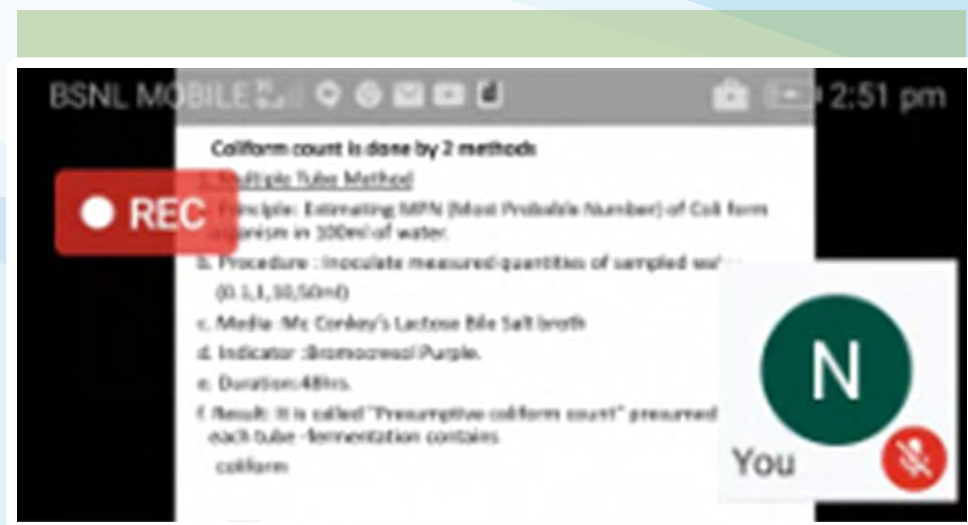 BSNL MOBILE 2:51 pm
Coliform count is done by 2 methods
Multiple Tube Method
REC
Principle: Estimating MPN (Most Probable Number) of Coli form
organism in 100ml of water.
b. Procedure : Inoculate measured quantities of sampled
(0.1,1,10,50ml)
c. Media :Mc Conkey's Lactose Bile Salt broth
d. Indicator :Bromocresol Purple.
e. Duration:48hrs.
f. Result: It is called "Presumptive coliform count" presumed
each tube -fermentation contains
coliform
N
You